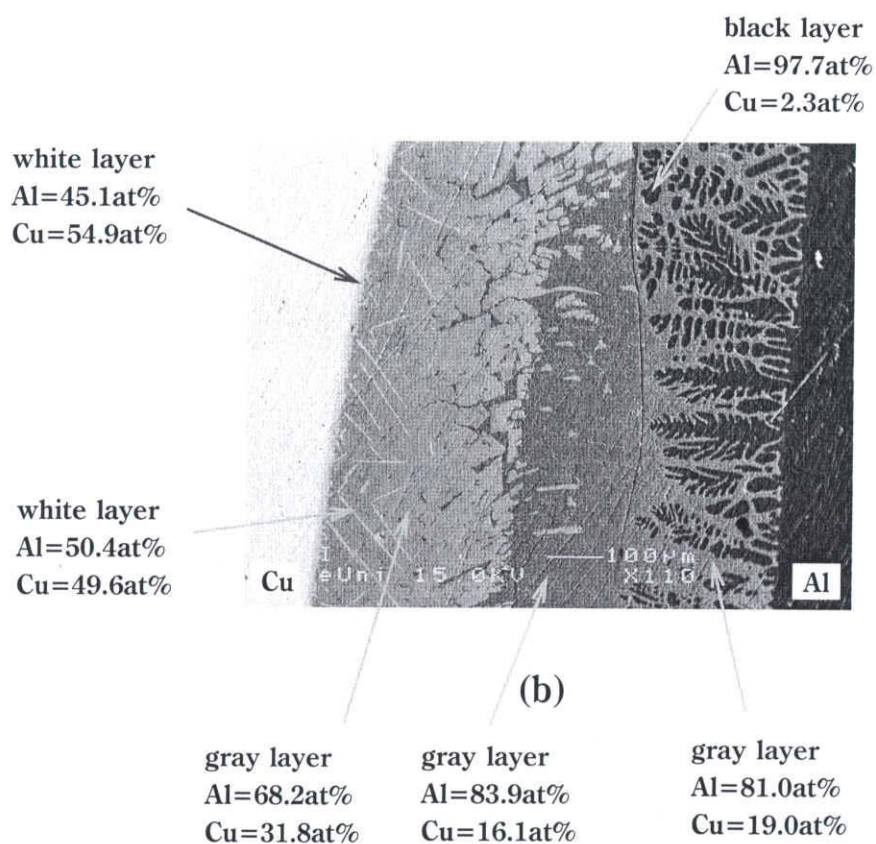 black layer
Al=97.7at%
Cu=2.3at%
white layer
Al=45.1at%
Cu=54.9at%
white layer
Al=50.4at%
Cu=49.6at%
Cu
eUni 15.0KV
100μm
X110
Al
(b)
gray layer
Al=68.2at%
Cu=31.8at%
gray layer
Al=83.9at%
Cu=16.1at%
gray layer
Al=81.0at%
Cu=19.0at%